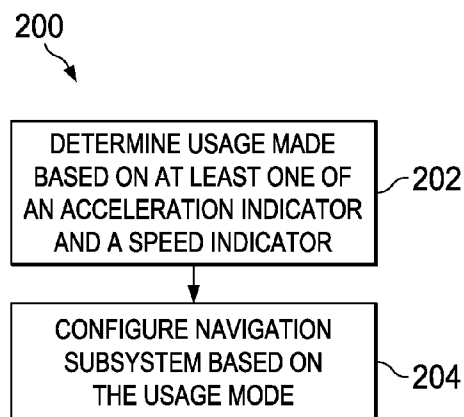 200
DETERMINE USAGE MADE
BASED ON AT LEAST ONE OF
AN ACCELERATION INDICATOR
AND A SPEED INDICATOR
202
CONFIGURE NAVIGATION
SUBSYSTEM BASED ON
THE USAGE MODE
204